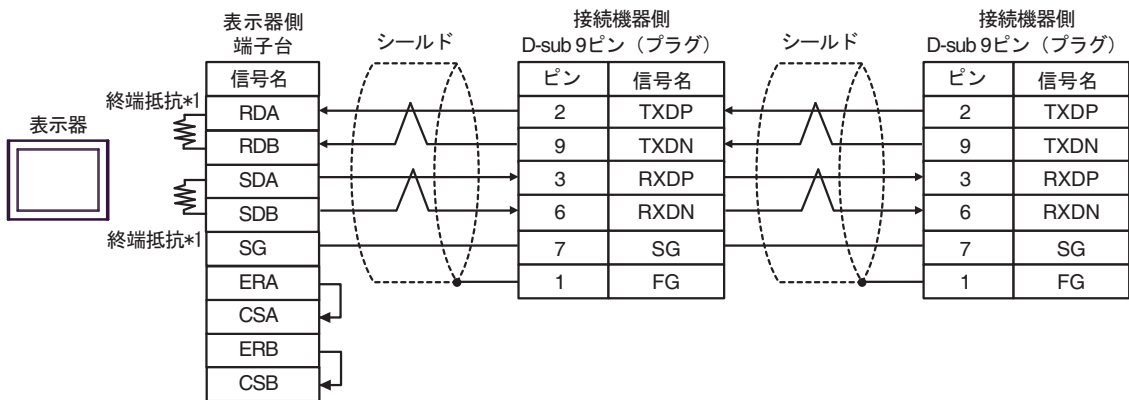 表示器側
端子台
シールド
接続機器側
D-sub 9ピン（プラグ）
シールド
接続機器側
D-sub 9ピン（プラグ）
信号名
ピン 信号名
ピン 信号名
終端抵抗*1
RDA
2 TXDP
2 TXDP
表示器
RDB
9 TXDN
9 TXDN
SDA
3 RXDP
3 RXDP
SDB
6 RXDN
6 RXDN
終端抵抗*1
SG
7 SG
7 SG
ERA
1 FG
1 FG
CSA
ERB
CSB